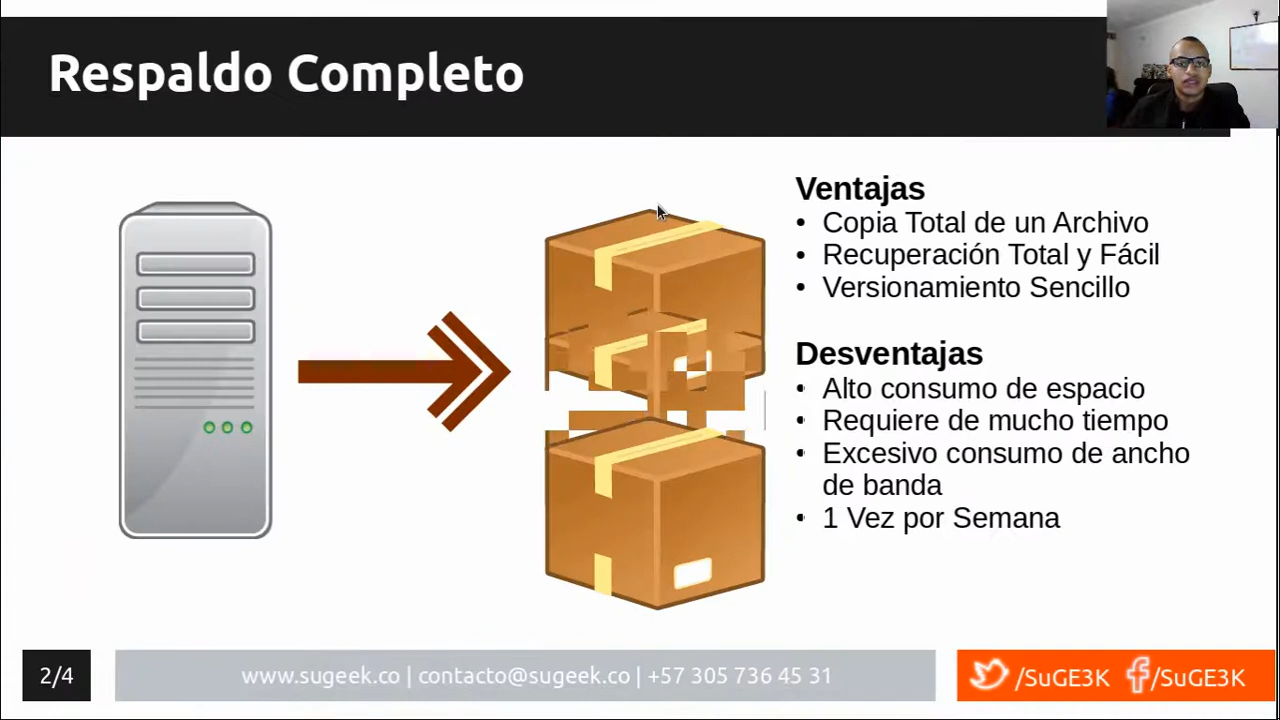 Respaldo Completo
Ventajas
• Copia Total de un Archivo
• Recuperación Total y Fácil
• Versionamiento Sencillo
Desventajas
• Alto consumo de espacio
• Requiere de mucho tiempo
• Excesivo consumo de ancho
de banda
• 1 Vez por Semana
2/4
www.sugeek.co | contacto@sugeek.co | +57 305 736 45 31
/SuGE3K
/SuGE3K